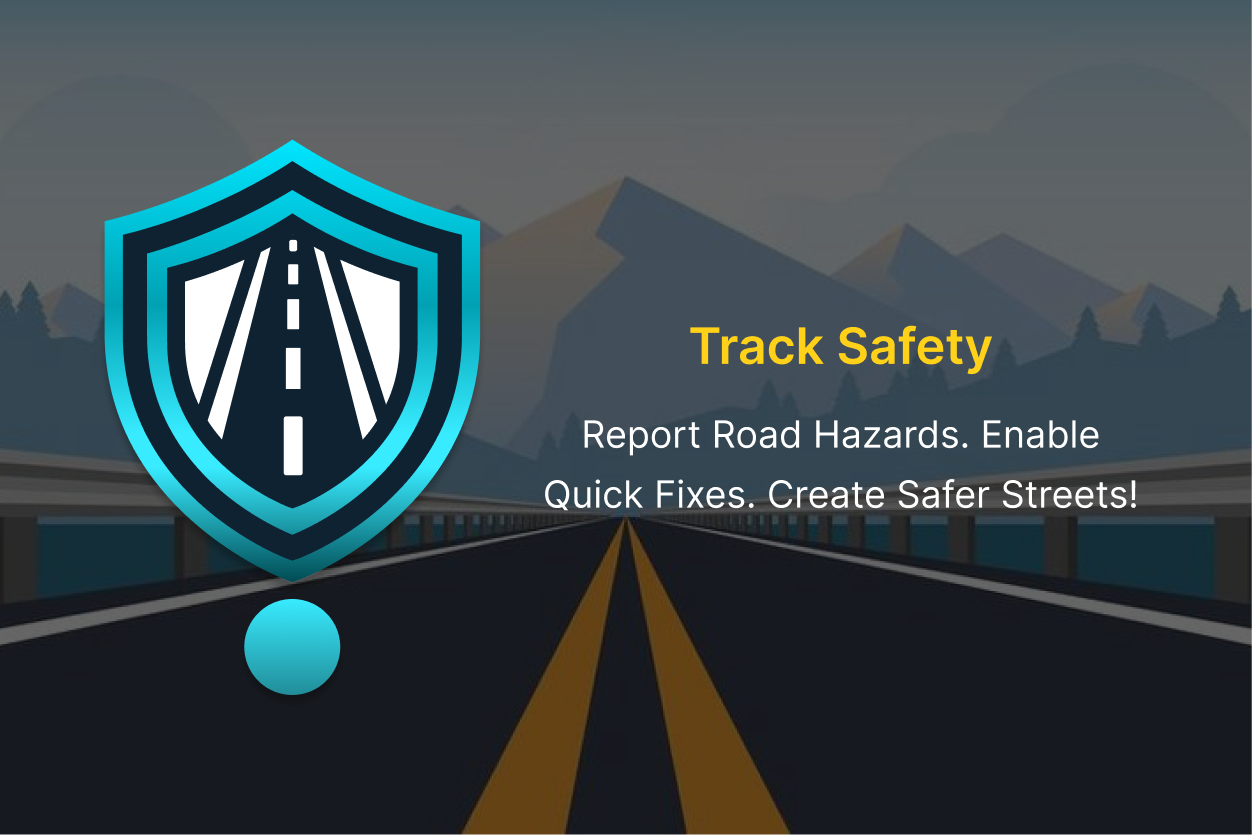 Track Safety
Report Road Hazards. Enable
Quick Fixes. Create Safer Streets!